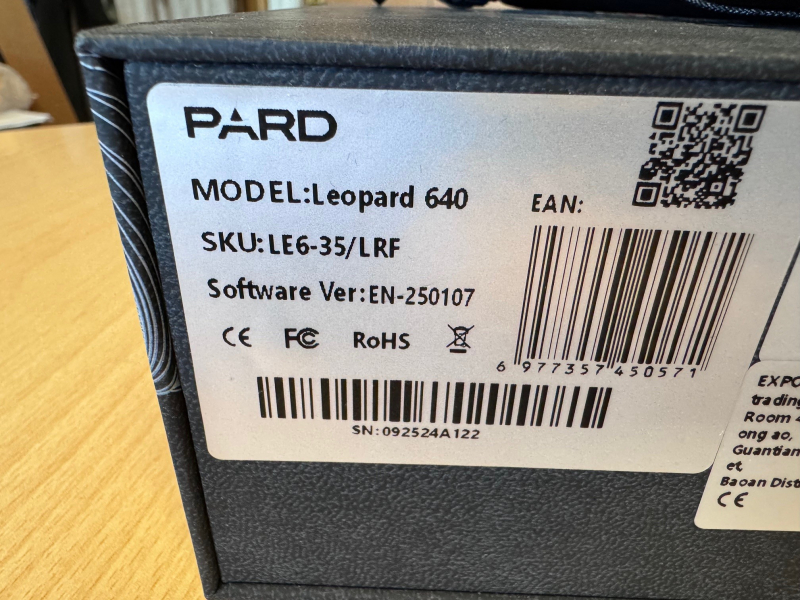 PARD
MODEL:Leopard 640
SKU:LE6-35/LRF
Software Ver:EN-250107
CE FC RoHS
SN:092524A122
EAN:
6 977357 450571
EXPO
trading
Room 4
ong ao,
Guantian
et,
Baoan Dist
CE